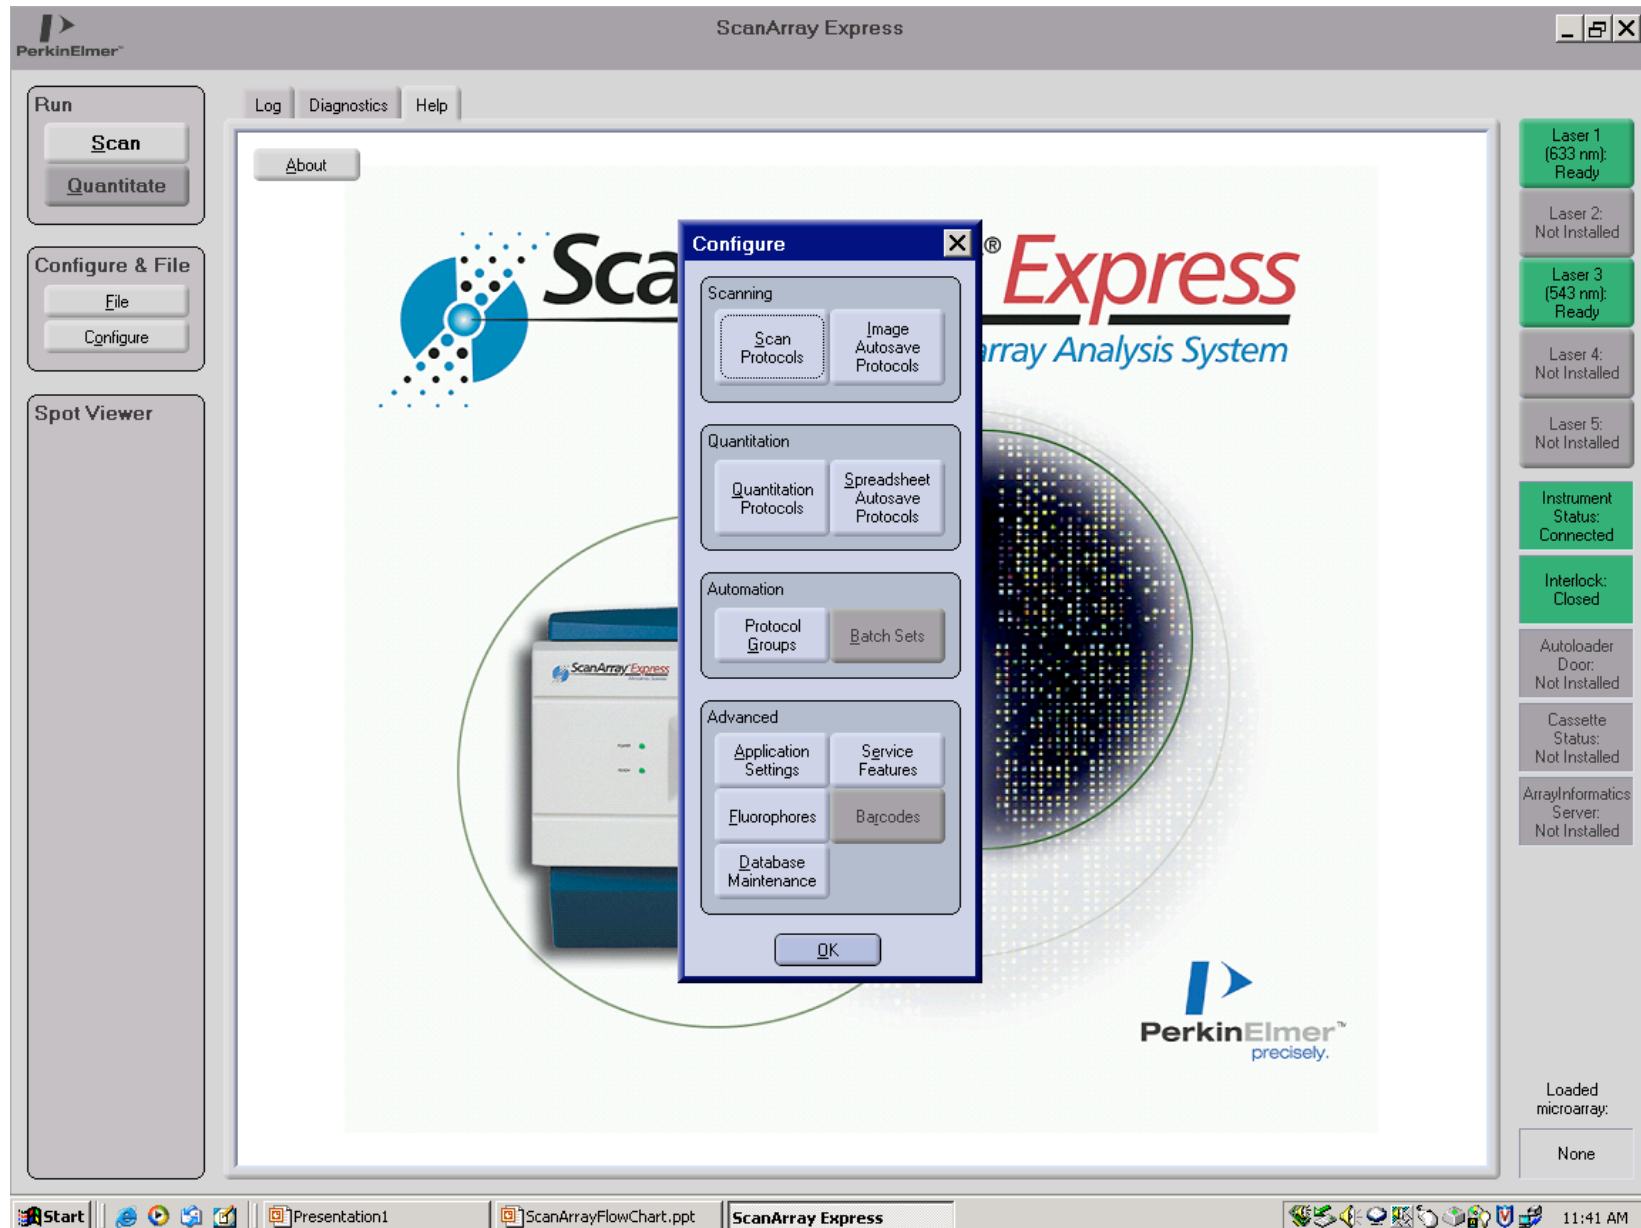 ScanArray Express
PerkinElmer™
Run
Scan
Quantitate
Configure & File
File
Configure
Spot Viewer
Log
Diagnostics
Help
About
Sca
® Express
rray Analysis System
ScanArray Express
Configure
Scanning
Scan
Protocols
Image
Autosave
Protocols
Quantitation
Quantitation
Protocols
Spreadsheet
Autosave
Protocols
Automation
Protocol
Groups
Batch Sets
Advanced
Application
Settings
Service
Features
Fluorophores
Barcodes
Database
Maintenance
OK
PerkinElmer™
precisely.
Laser 1
(633 nm):
Ready
Laser 2:
Not Installed
Laser 3
(543 nm):
Ready
Laser 4:
Not Installed
Laser 5:
Not Installed
Instrument
Status:
Connected
Interlock:
Closed
Autoloader
Door:
Not Installed
Cassette
Status:
Not Installed
ArrayInformatics
Server:
Not Installed
Loaded
microarray:
None
Start
Presentation1
ScanArrayFlowChart.ppt
ScanArray Express
11:41 AM